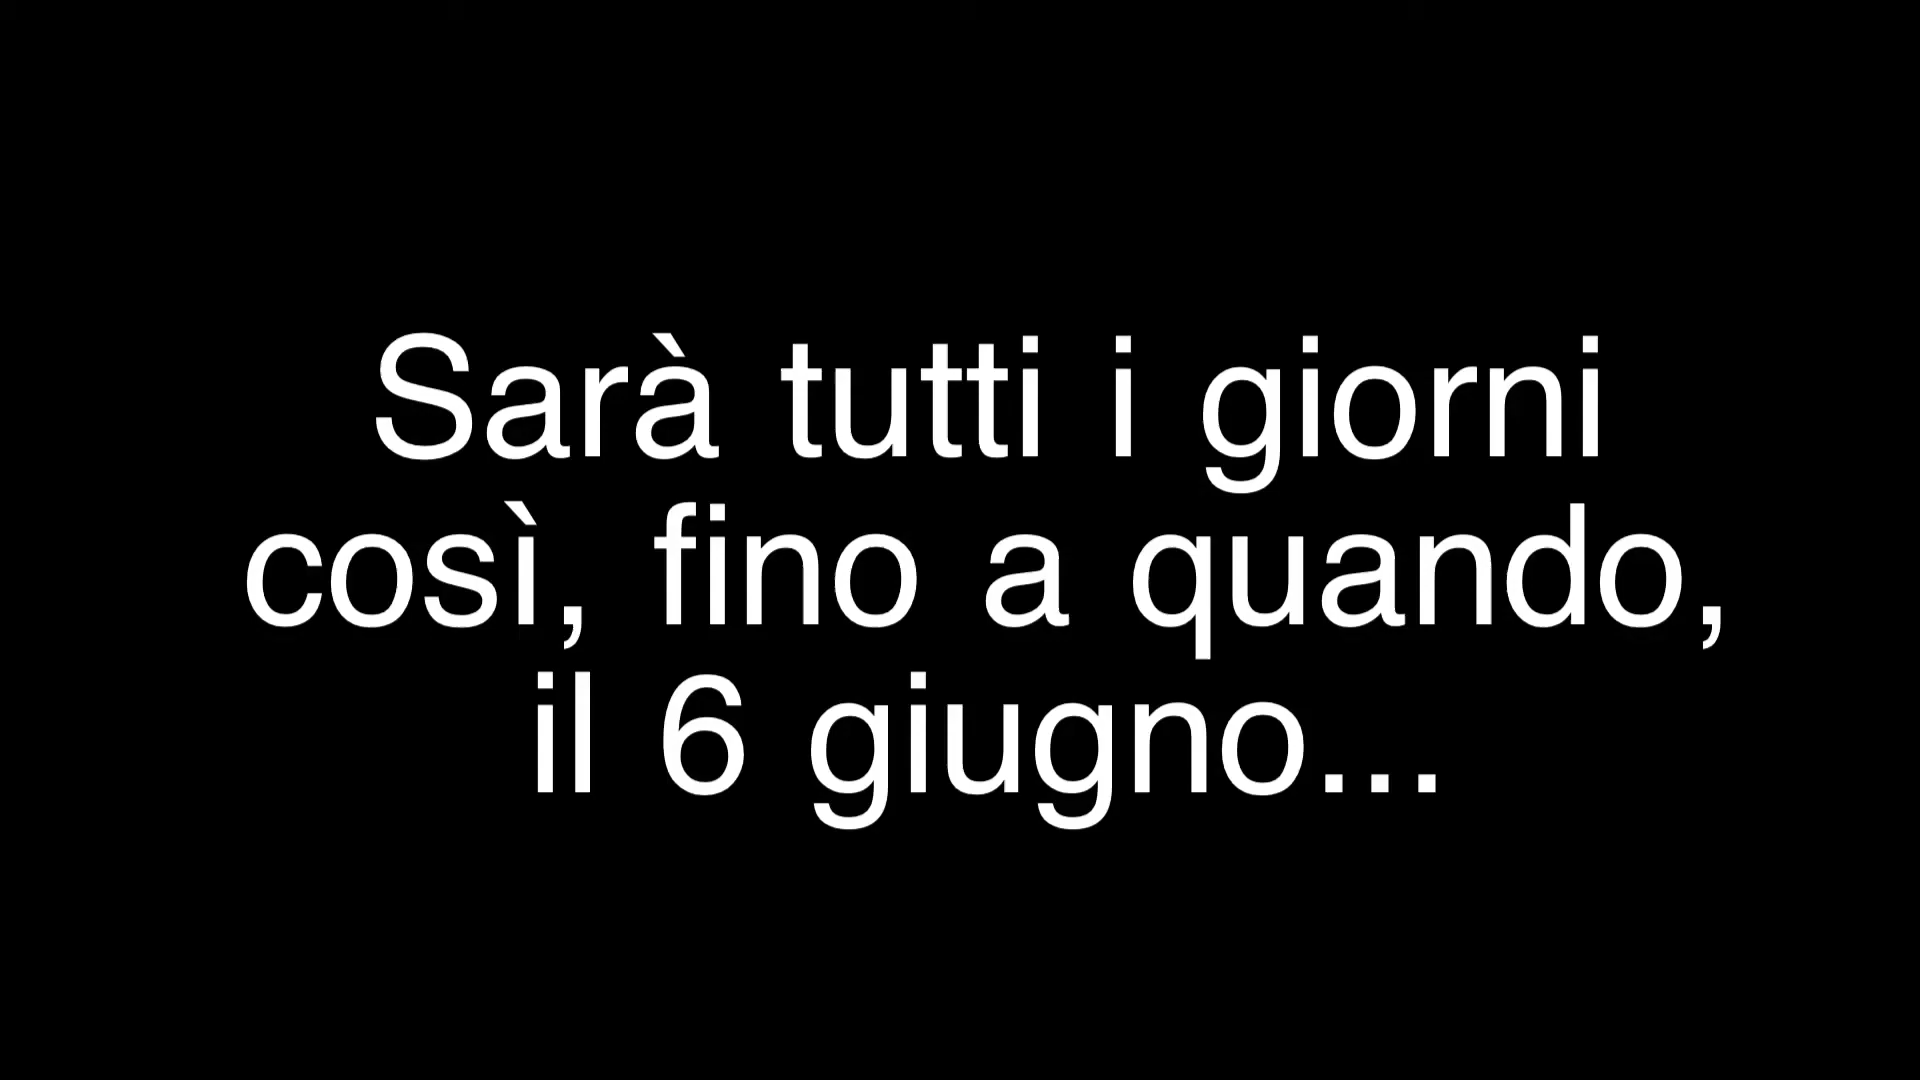 Sarà tutti i giorni
così, fino a quando,
il 6 giugno...